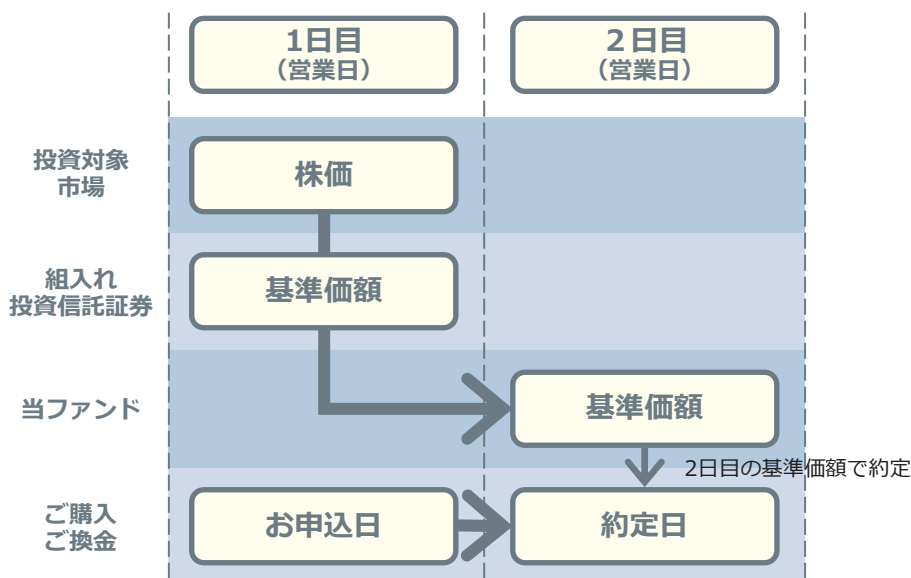 1日目
（営業日）
２日目
（営業日）
投資対象
市場
株価
組入れ
投資信託証券
基準価額
当ファンド
基準価額
2日目の基準価額で約定
ご購入
ご換金
お申込日
約定日